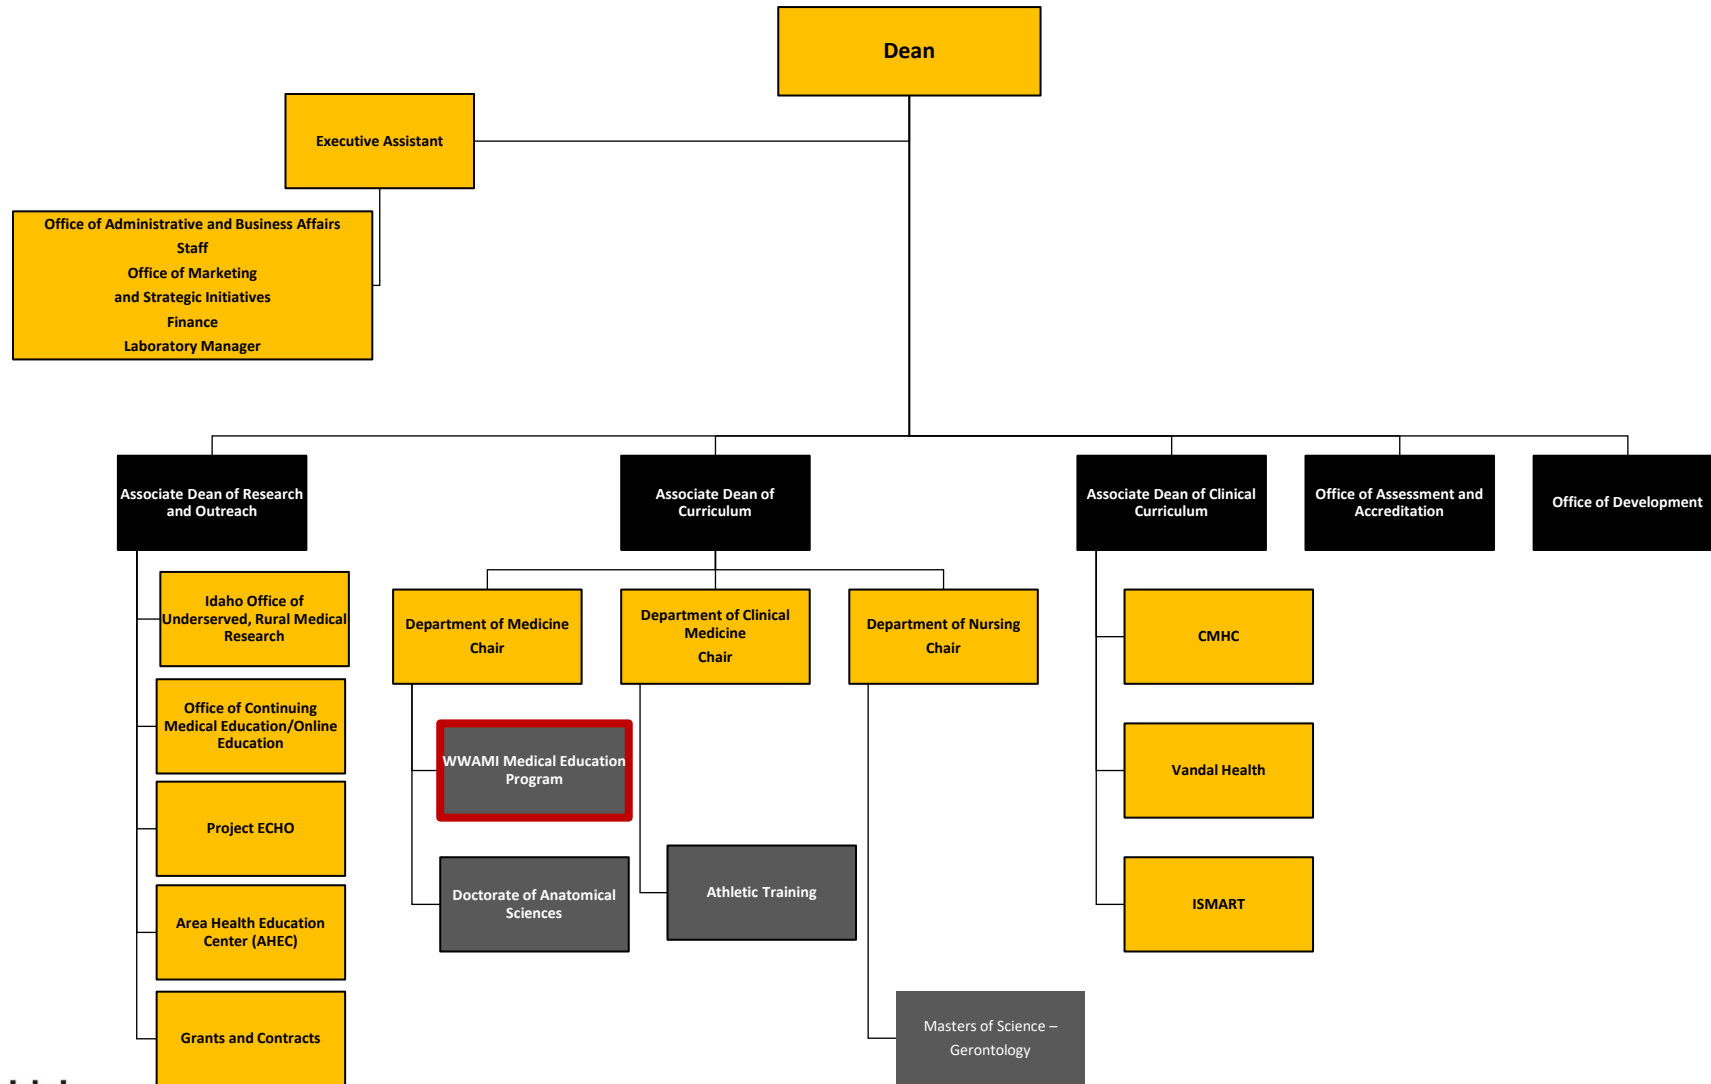 Dean
Executive Assistant
Office of Administrative and Business Affairs
Staff
Office of Marketing
and Strategic Initiatives
Finance
Laboratory Manager
Associate Dean of Research
and Outreach
Associate Dean of
Curriculum
Associate Dean of Clinical
Curriculum
Office of Assessment and
Accreditation
Office of Development
Idaho Office of
Underserved, Rural Medical
Research
Office of Continuing
Medical Education/Online
Education
Project ECHO
Area Health Education
Center (AHEC)
Grants and Contracts
Department of Medicine
Chair
WWAMI Medical Education
Program
Doctorate of Anatomical
Sciences
Department of Clinical
Medicine
Chair
Athletic Training
Department of Nursing
Chair
Masters of Science –
Gerontology
CMHC
Vandal Health
ISMART